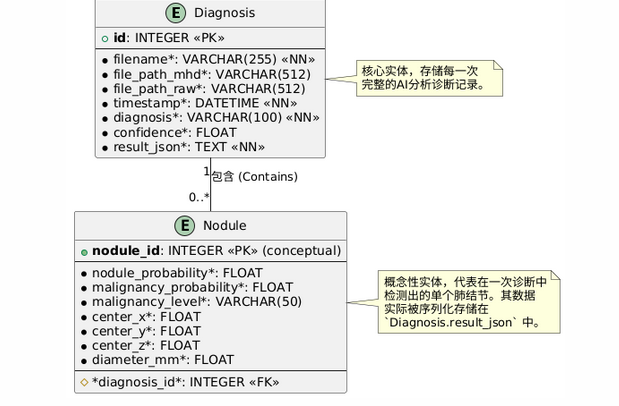 E Diagnosis
id: INTEGER «PK»
filename*: VARCHAR(255) «NN»
file_path_mhd*: VARCHAR(512)
file_path_raw*: VARCHAR(512)
timestamp*: DATETIME «NN»
diagnosis*: VARCHAR(100) «NN»
confidence*: FLOAT
result_json*: TEXT «NN»
核心实体，存储每一次
完整的AI分析诊断记录。
1
包含 (Contains)
0..*
E Nodule
nodule_id: INTEGER «PK» (conceptual)
nodule_probability*: FLOAT
malignancy_probability*: FLOAT
malignancy_level*: VARCHAR(50)
center_x*: FLOAT
center_y*: FLOAT
center_z*: FLOAT
diameter_mm*: FLOAT
*diagnosis_id*: INTEGER «FK»
概念性实体，代表在一次诊断中
检测出的单个肺结节。其数据
实际被序列化存储在
`Diagnosis.result_json` 中。